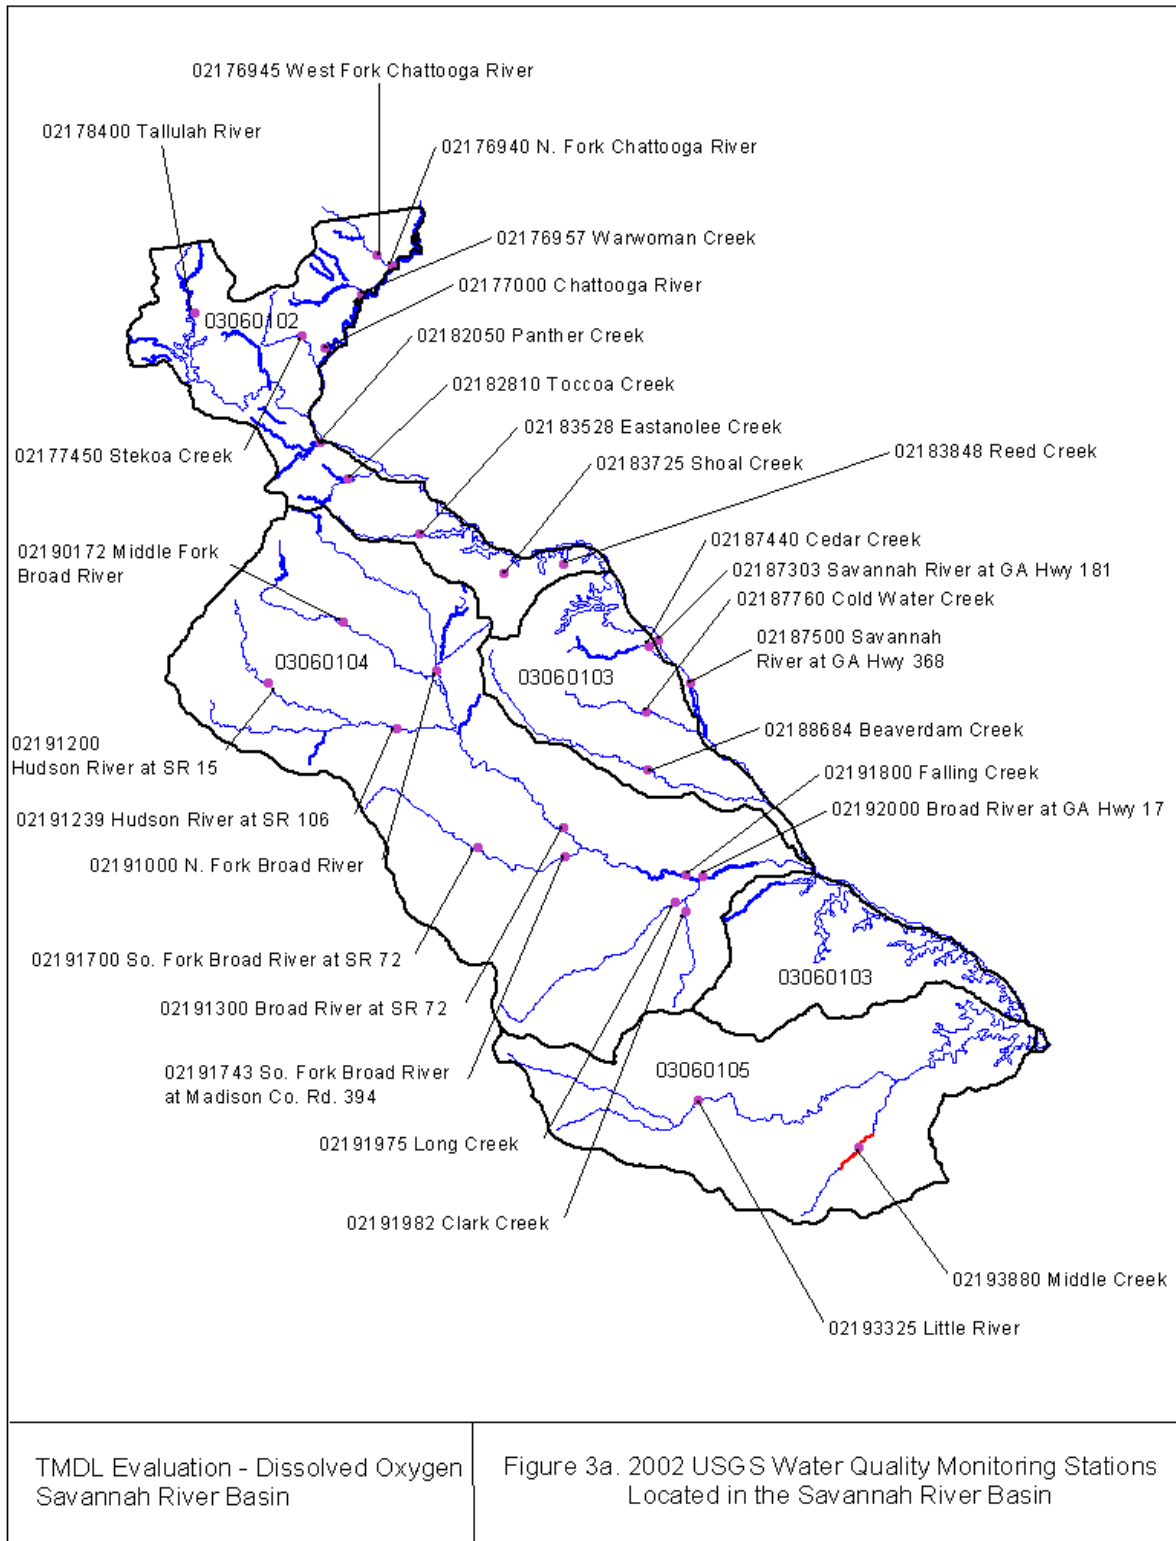 02176945 West Fork Chattooga River
02178400 Tallulah River
02176940 N. Fork Chattooga River
02176957 Warwoman Creek
02177000 Chattooga River
03060102
02182050 Panther Creek
02182810 Toccoa Creek
02183528 Eastanolee Creek
02177450 Stekoa Creek
02183725 Shoal Creek
02183848 Reed Creek
02190172 Middle Fork
Broad River
02187440 Cedar Creek
02187303 Savannah River at GA Hwy 181
02187760 Cold Water Creek
02187500 Savannah
River at GA Hwy 368
03060104
03060103
02191200
Hudson River at SR 15
02188684 Beaverdam Creek
02191800 Falling Creek
02192000 Broad River at GA Hwy 17
02191239 Hudson River at SR 106
02191000 N. Fork Broad River
02191700 So. Fork Broad River at SR 72
03060103
02191300 Broad River at SR 72
02191743 So. Fork Broad River
at Madison Co. Rd. 394
03060105
02191975 Long Creek
02191982 Clark Creek
02193880 Middle Creek
02193325 Little River
TMDL Evaluation - Dissolved Oxygen
Savannah River Basin
Figure 3a. 2002 USGS Water Quality Monitoring Stations
Located in the Savannah River Basin